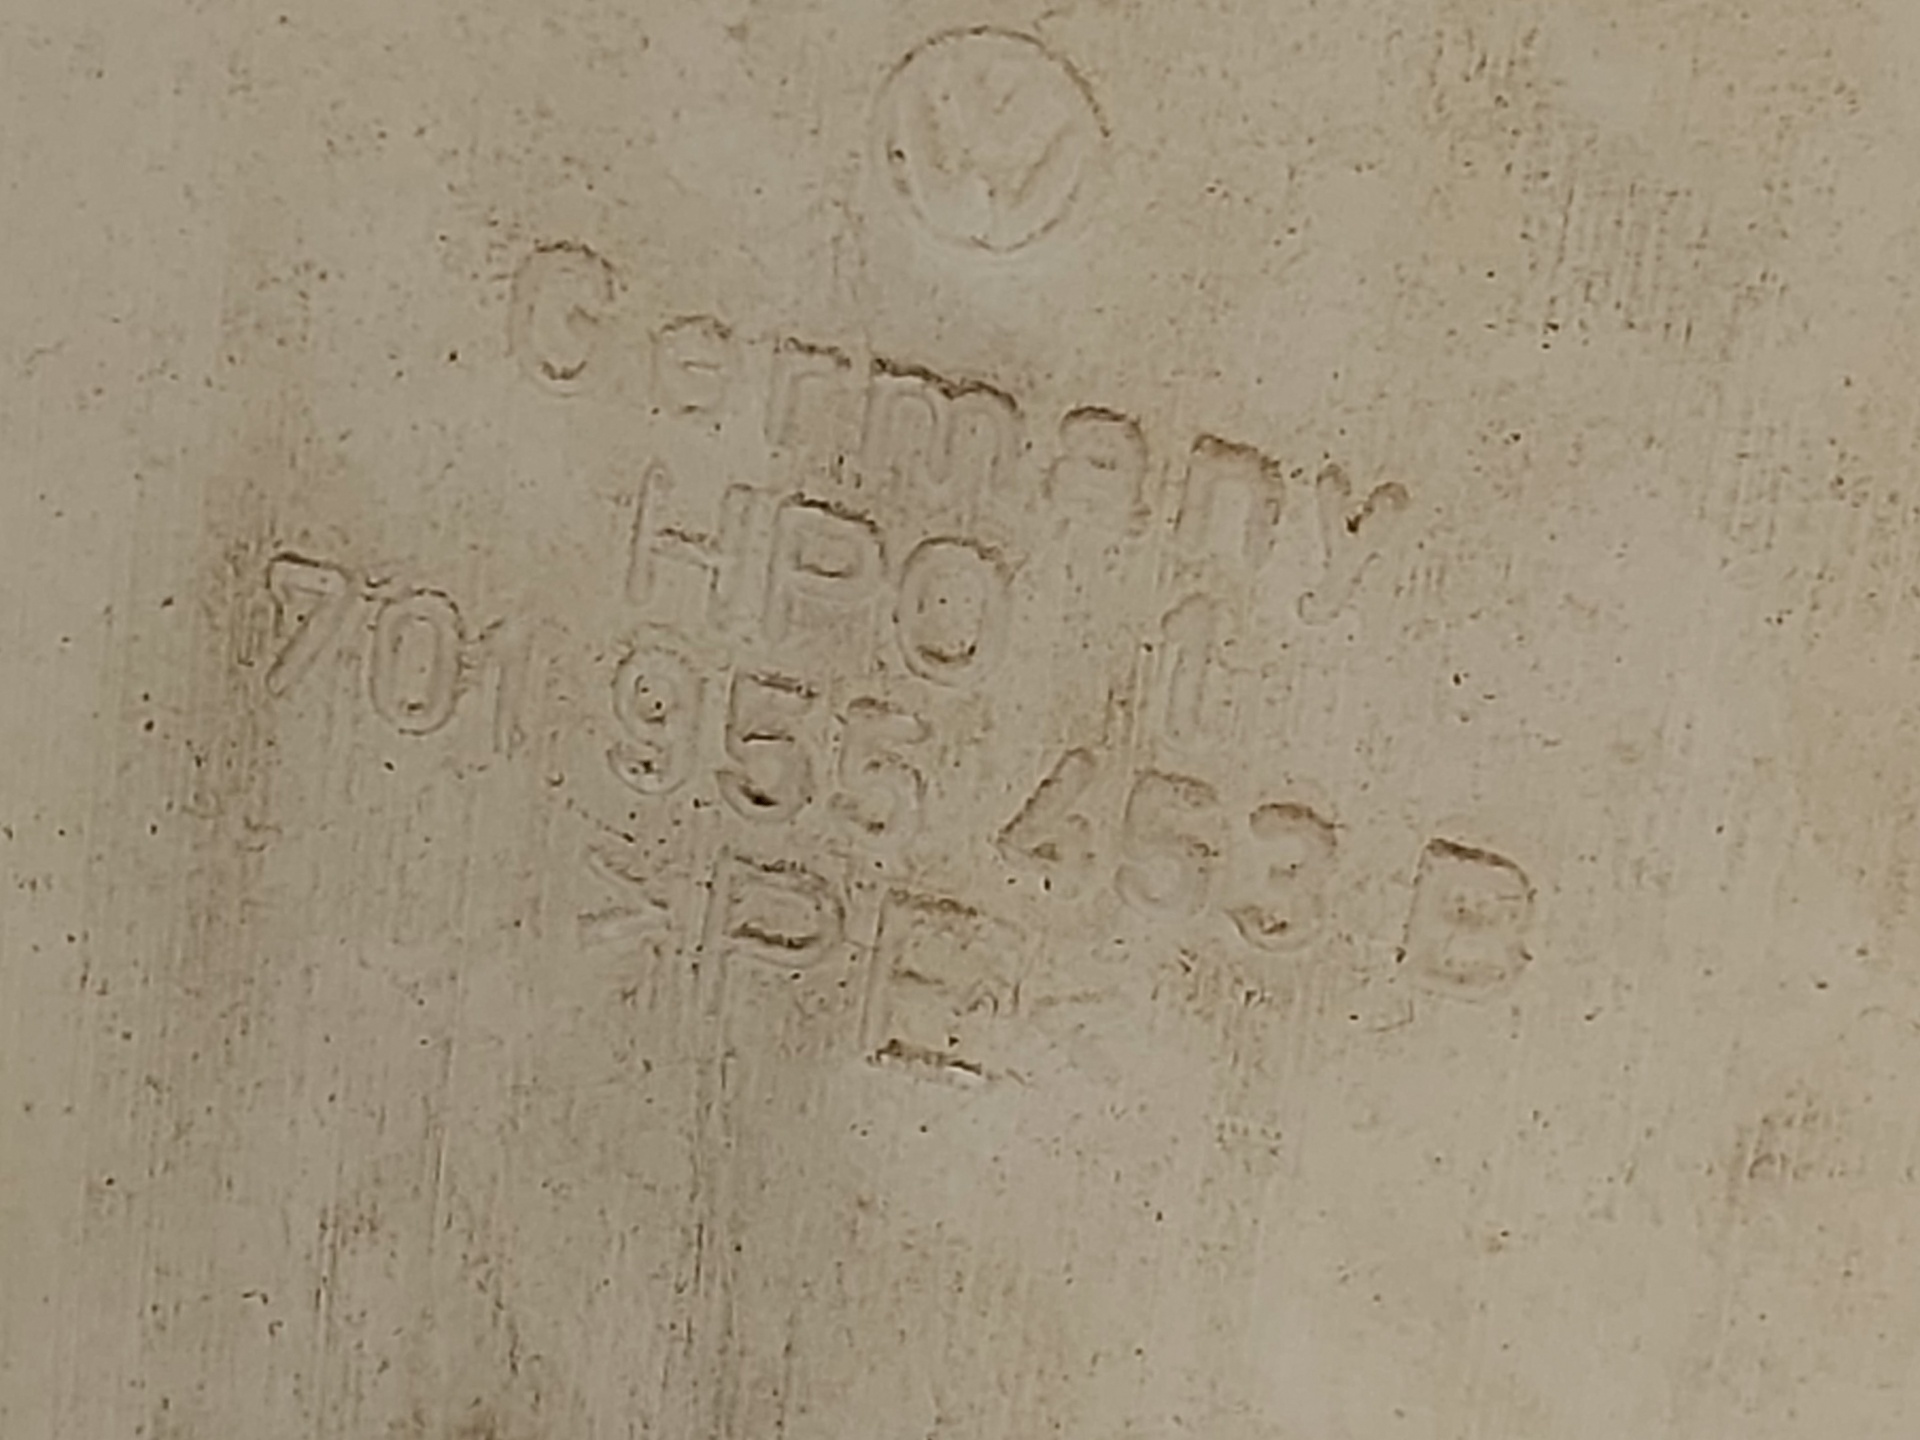 Germany
HPO L
701 955 453 B
>PE<